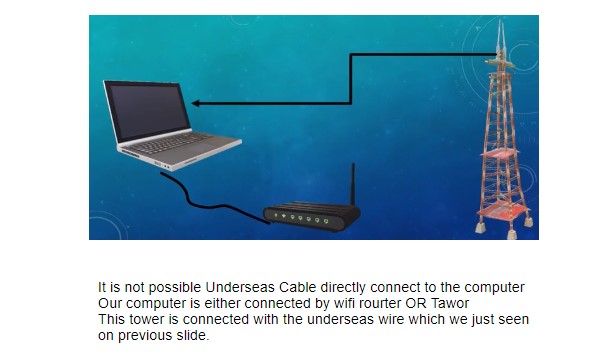 It is not possible Underseas Cable directly connect to the computer
Our computer is either connected by wifi rourter OR Tawor
This tower is connected with the underseas wire which we just seen
on previous slide.